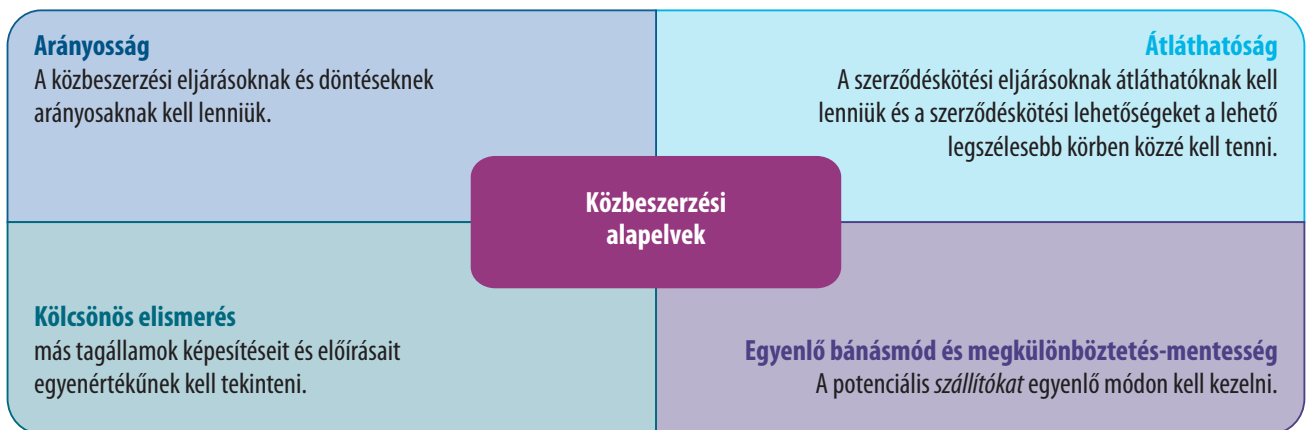 Arányosság
A közbeszerzési eljárásoknak és döntéseknek
arányosaknak kell lenniük.
Átláthatóság
A szerződéskötési eljárásoknak átláthatóknak kell
lenniük és a szerződéskötési lehetőségeket a lehető
legszélesebb körben közzé kell tenni.
Közbeszerzési
alapelvek
Kölcsönös elismerés
más tagállamok képesítéseit és előírásait
egyenértékűnek kell tekinteni.
Egyenlő bánásmód és megkülönböztetés-mentesség
A potenciális szállítókat egyenlő módon kell kezelni.